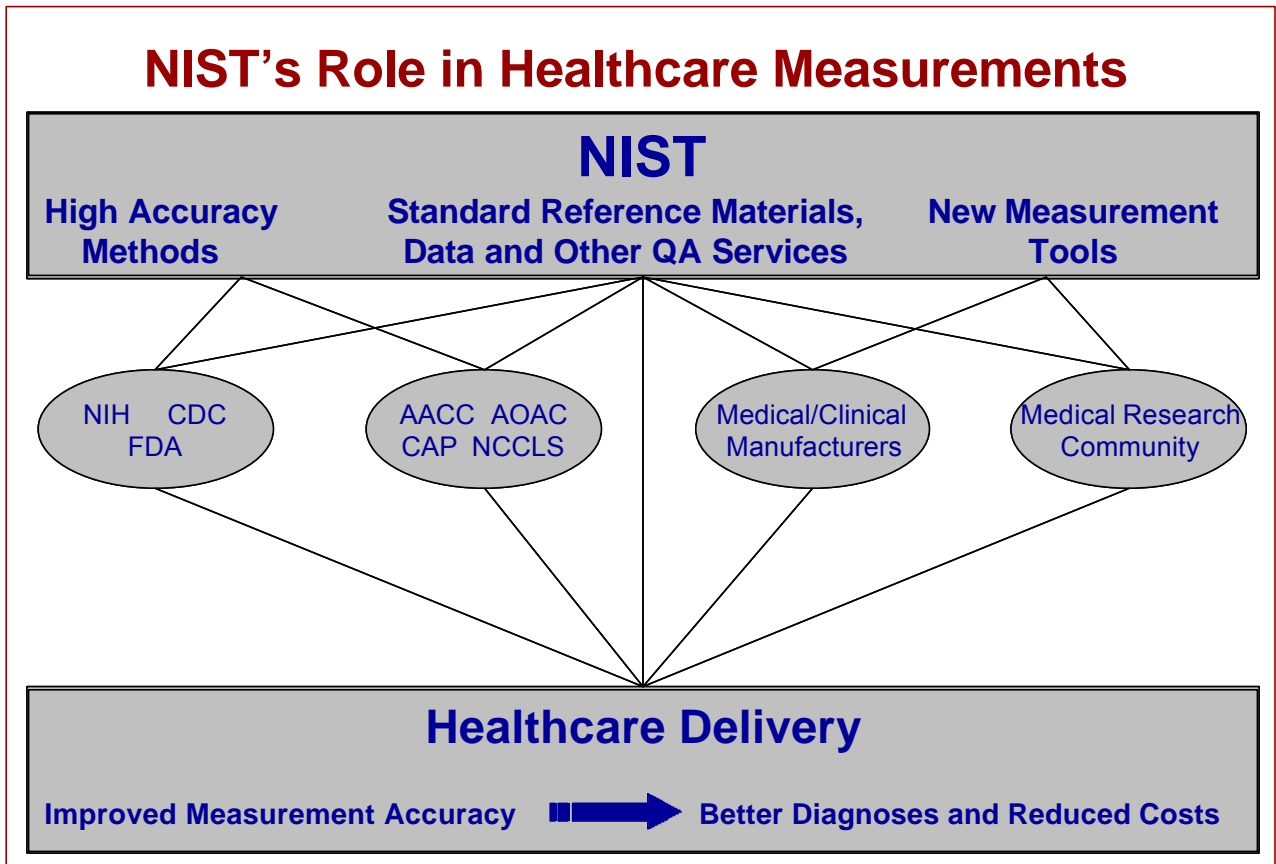 NIST's Role in Healthcare Measurements
NIST
High Accuracy
Methods
Standard Reference Materials,
Data and Other QA Services
New Measurement
Tools
NIH CDC
FDA
AACC AOAC
CAP NCCLS
Medical/Clinical
Manufacturers
Medical Research
Community
Healthcare Delivery
Improved Measurement Accuracy
Better Diagnoses and Reduced Costs